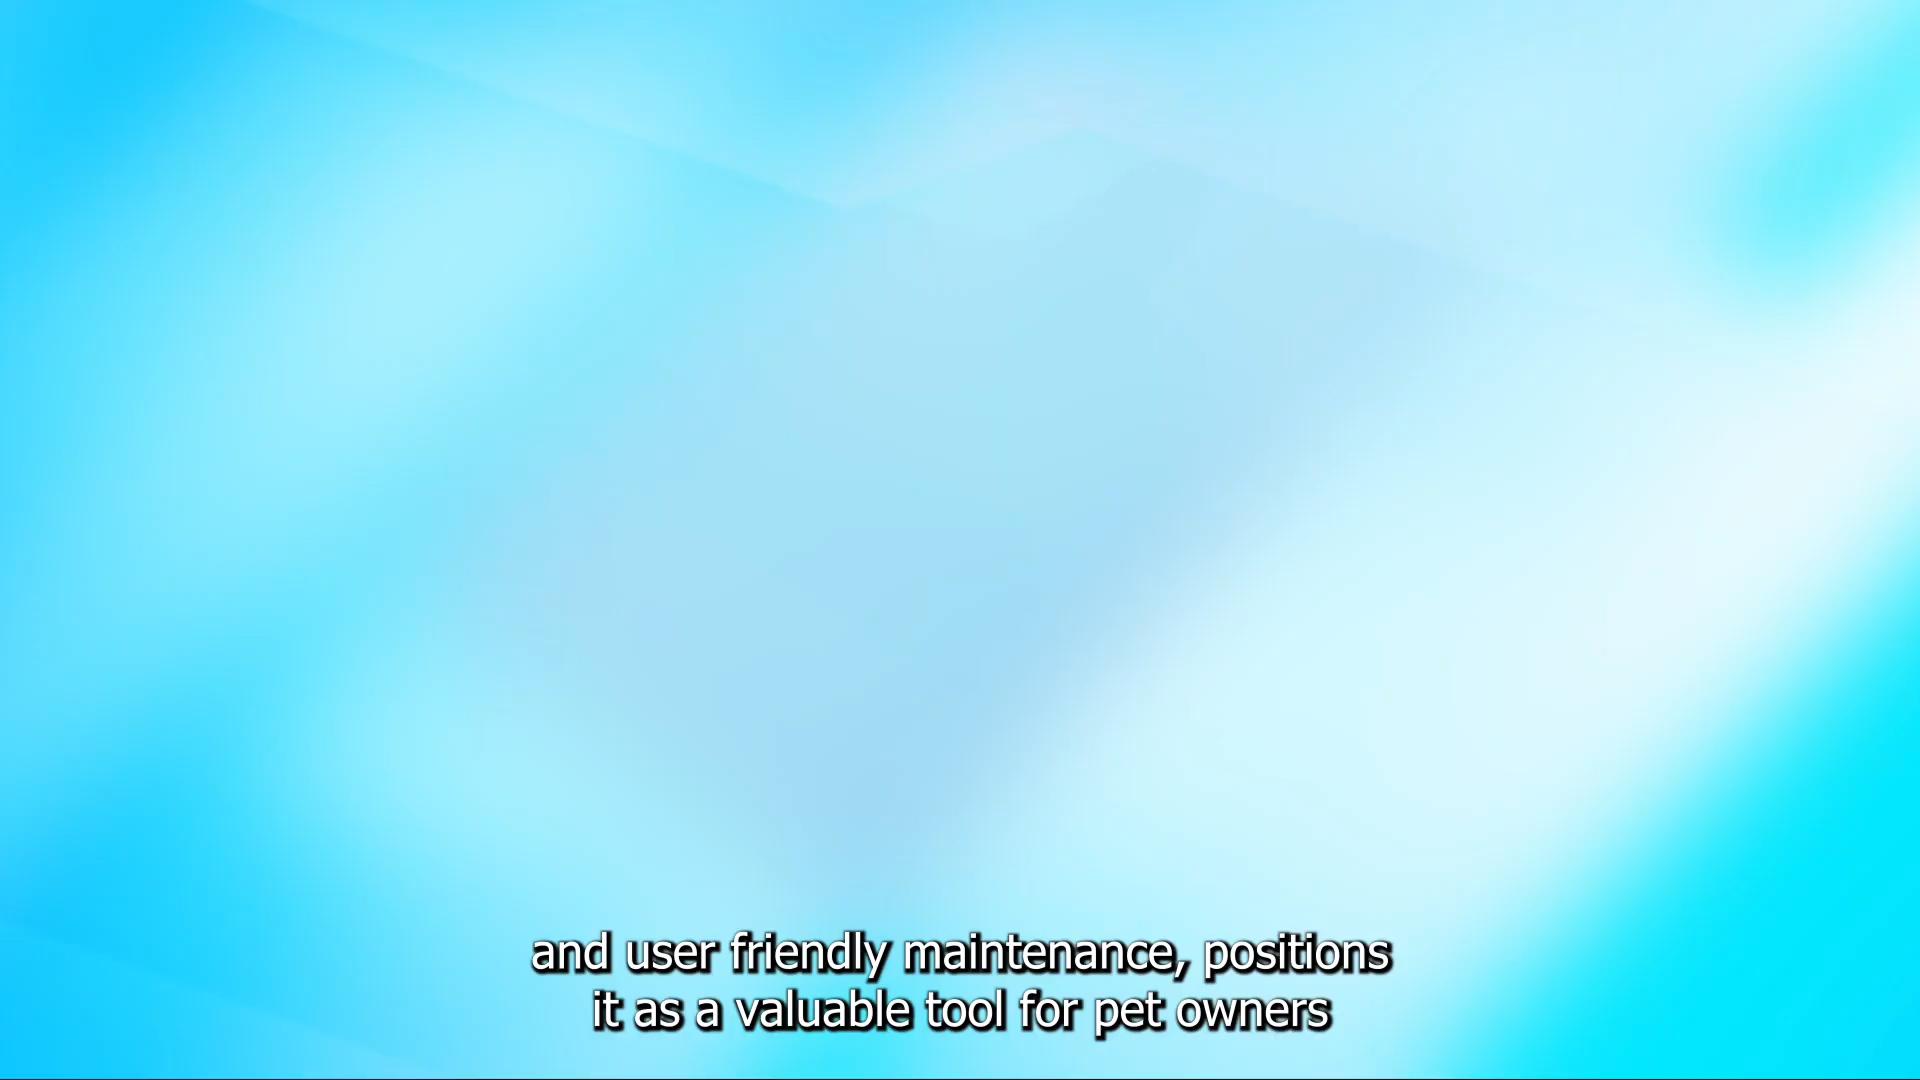 and user friendly maintenance, positions
it as a valuable tool for pet owners